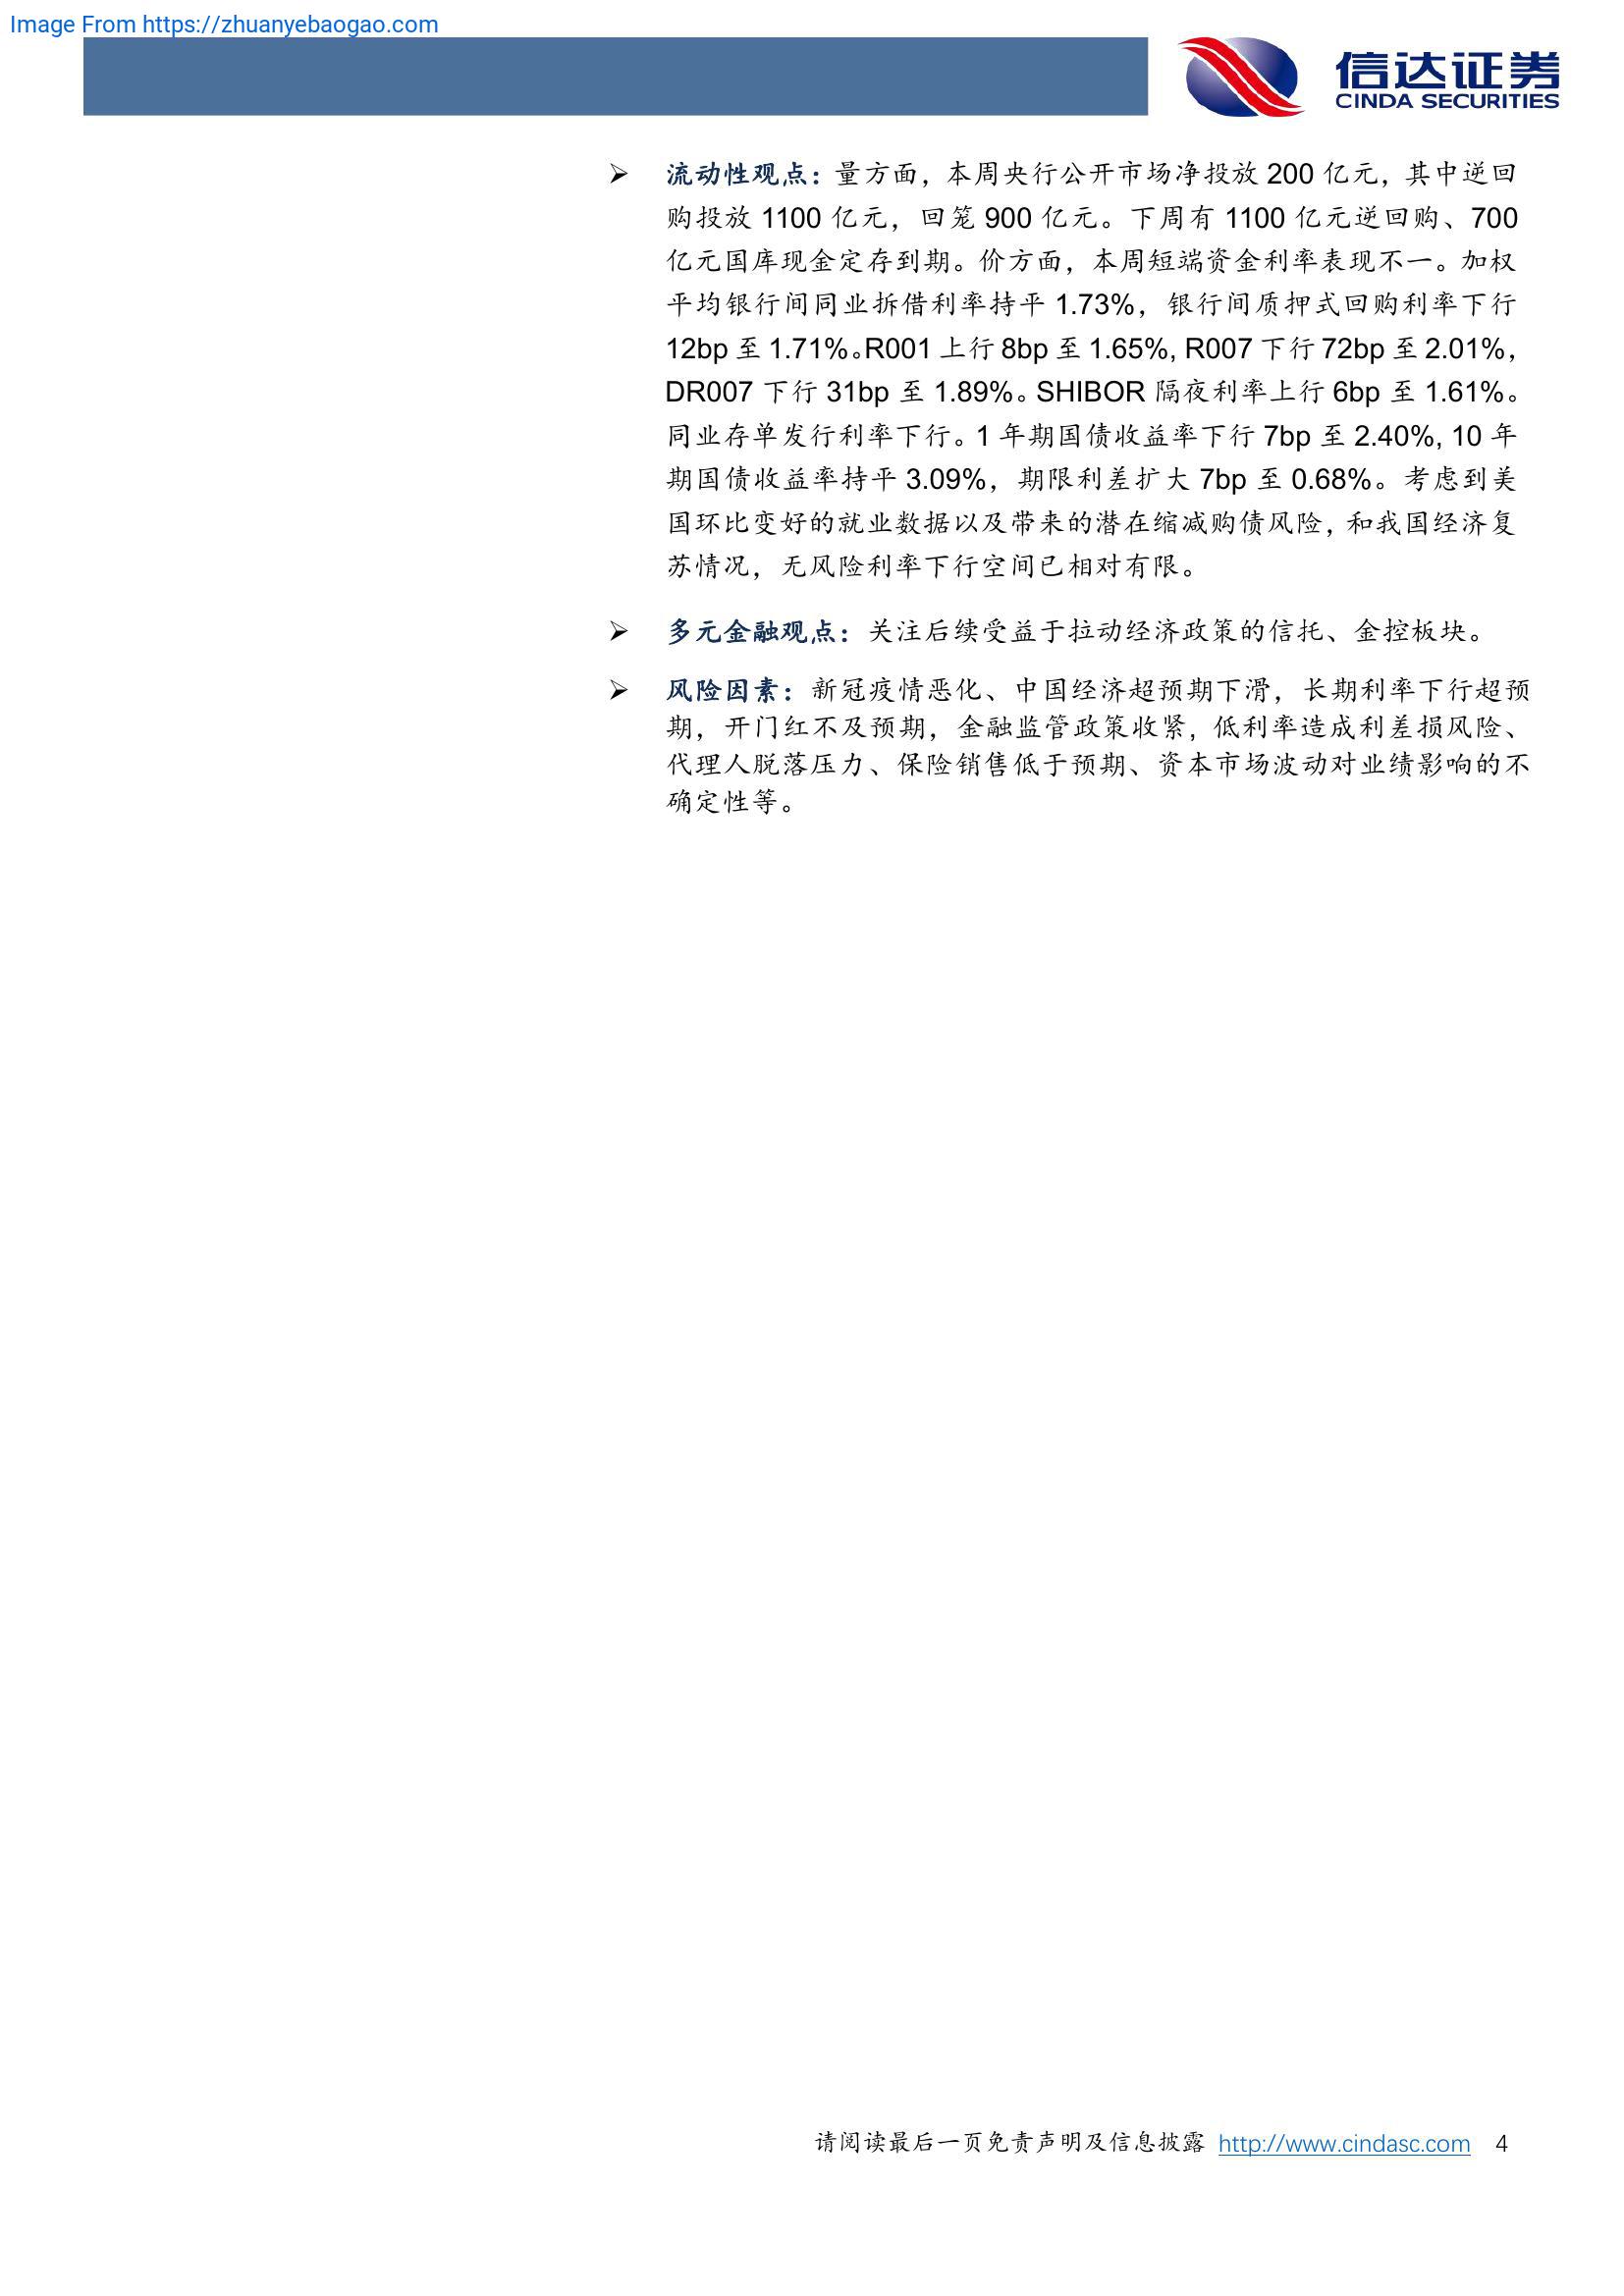 Image From https://zhuanyebaogao.com
信达证券
CINDA SECURITIES
➢ 流动性观点：量方面，本周央行公开市场净投放 200 亿元，其中逆回
购投放 1100 亿元，回笼 900 亿元。下周有 1100 亿元逆回购、700
亿元国库现金定存到期。价方面，本周短端资金利率表现不一。加权
平均银行间同业拆借利率持平 1.73%，银行间质押式回购利率下行
12bp 至 1.71%。R001 上行 8bp 至 1.65%, R007 下行 72bp 至 2.01%，
DR007 下行 31bp 至 1.89%。SHIBOR 隔夜利率上行 6bp 至 1.61%。
同业存单发行利率下行。1 年期国债收益率下行 7bp 至 2.40%, 10 年
期国债收益率持平 3.09%，期限利差扩大 7bp 至 0.68%。考虑到美
国环比变好的就业数据以及带来的潜在缩减购债风险，和我国经济复
苏情况，无风险利率下行空间已相对有限。
➢ 多元金融观点：关注后续受益于拉动经济政策的信托、金控板块。
➢ 风险因素：新冠疫情恶化、中国经济超预期下滑，长期利率下行超预
期，开门红不及预期，金融监管政策收紧，低利率造成利差损风险、
代理人脱落压力、保险销售低于预期、资本市场波动对业绩影响的不
确定性等。
请阅读最后一页免责声明及信息披露 http://www.cindasc.com 4